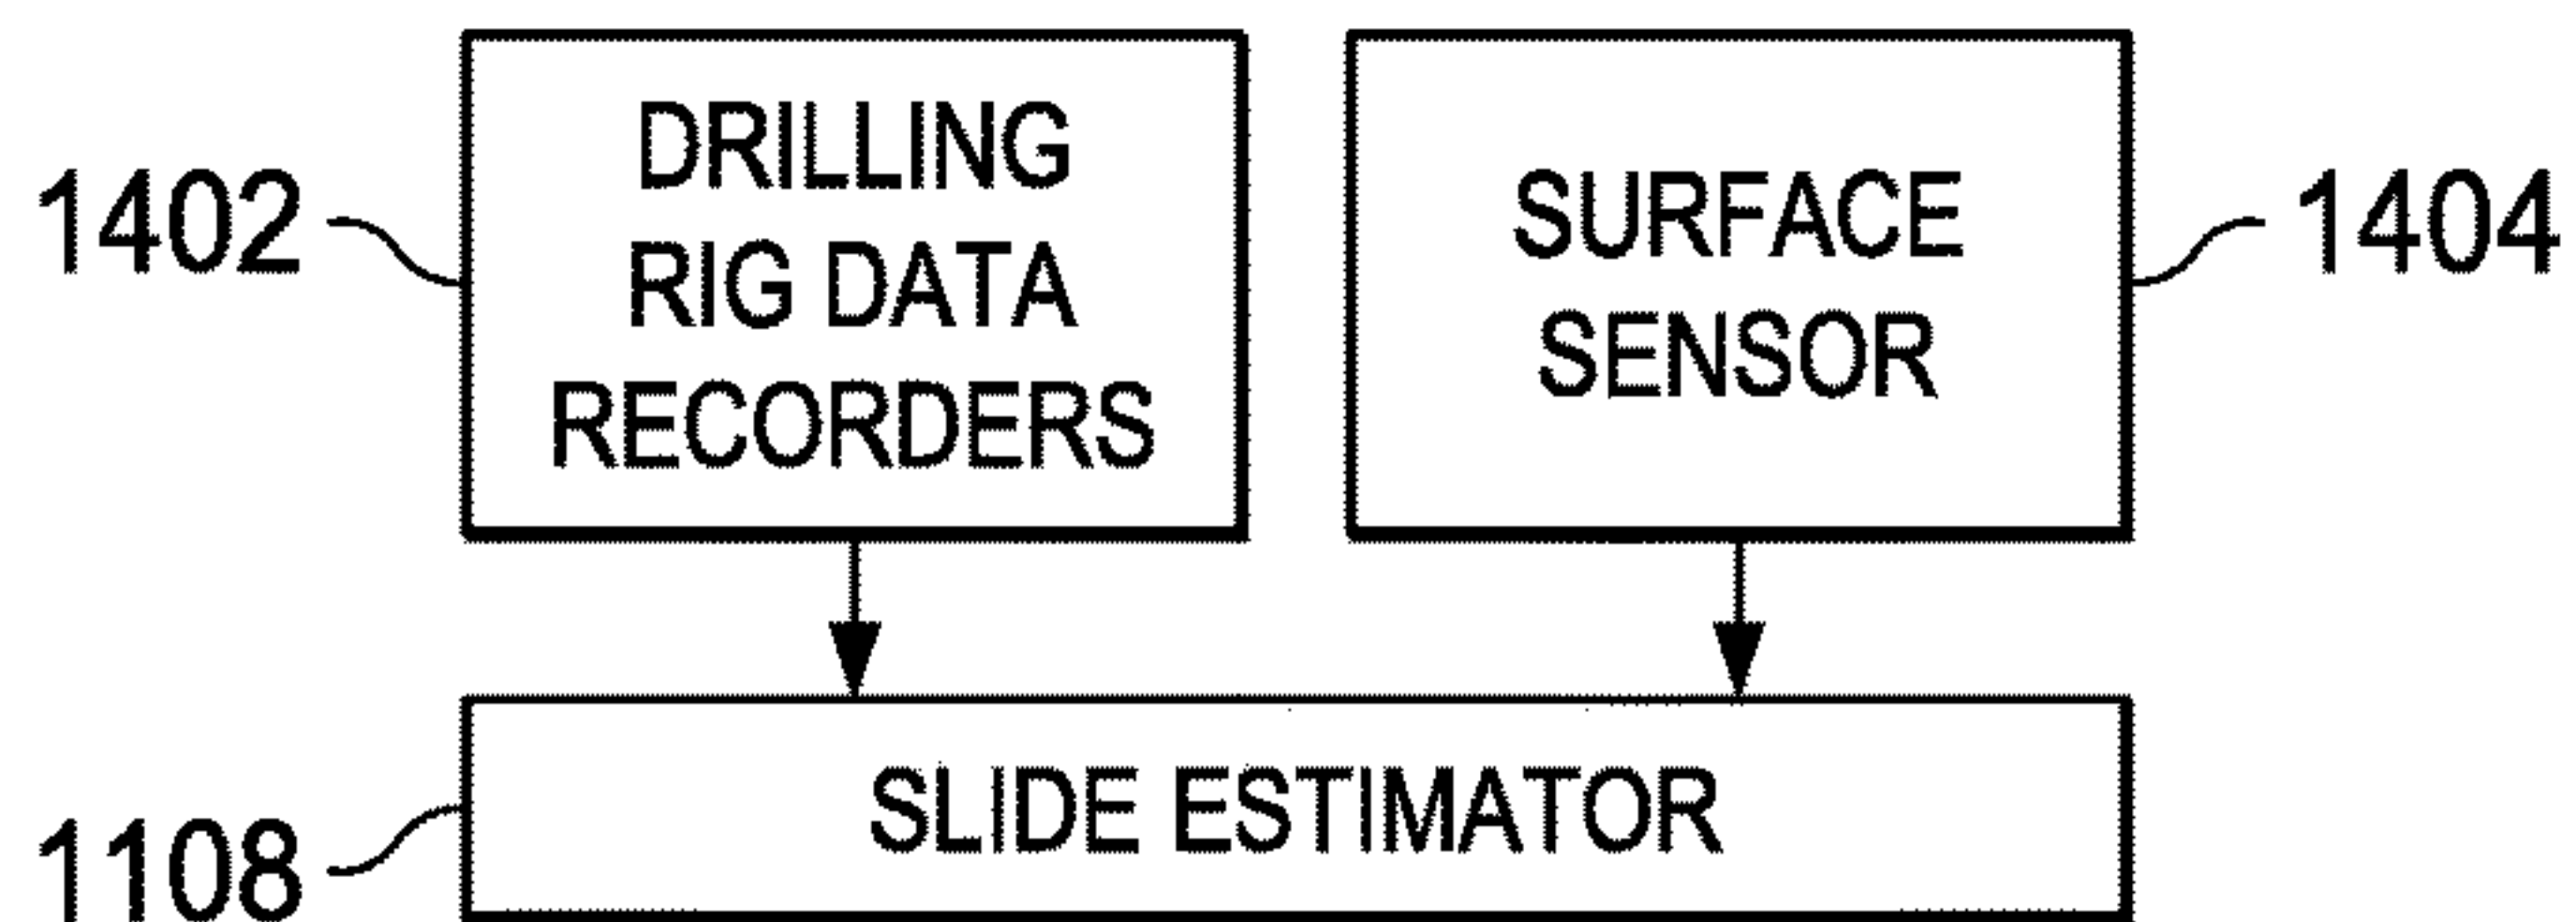 1402
DRILLING
RIG DATA
RECORDERS
SURFACE
SENSOR
1404
1108
SLIDE ESTIMATOR